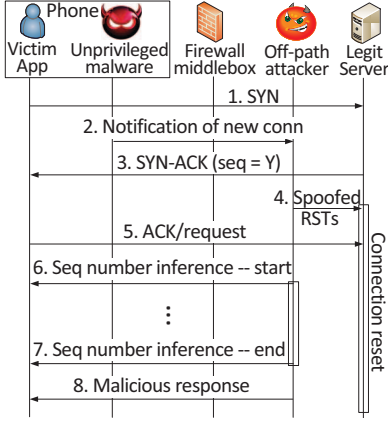 Phone
Victim App
Unprivileged malware
Firewall middlebox
Off-path attacker
Legit Server
1. SYN
2. Notification of new conn
3. SYN-ACK (seq = Y)
4. Spoofed
RSTs
5. ACK/request
6. Seq number inference -- start
...
7. Seq number inference -- end
8. Malicious response
Connection reset